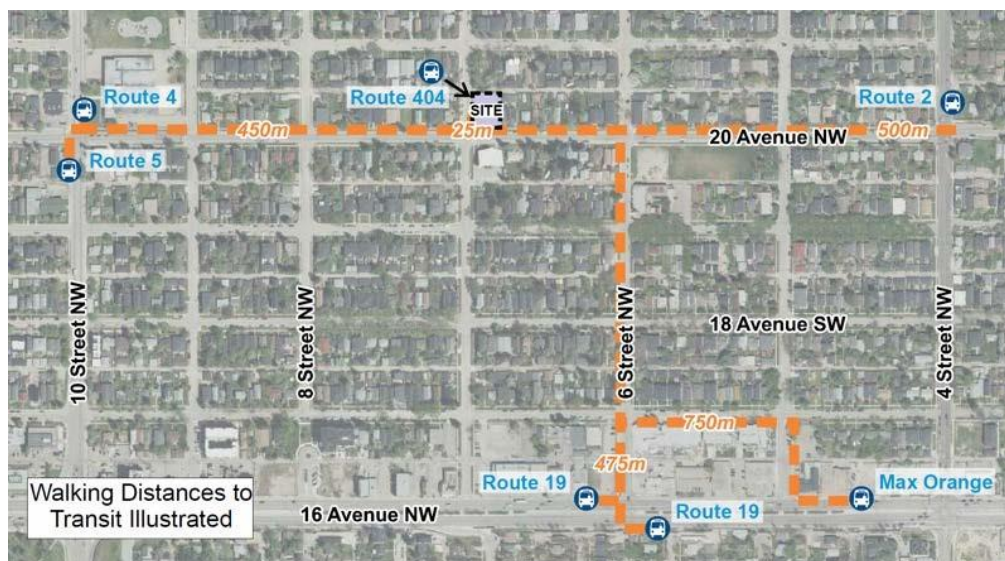 Route 4
Route 404
SITE
Route 2
450m
25m
20 Avenue NW
500m
Route 5
10 Street NW
8 Street NW
6 Street NW
18 Avenue SW
4 Street NW
750m
475m
Route 19
Max Orange
Walking Distances to
Transit Illustrated
16 Avenue NW
Route 19